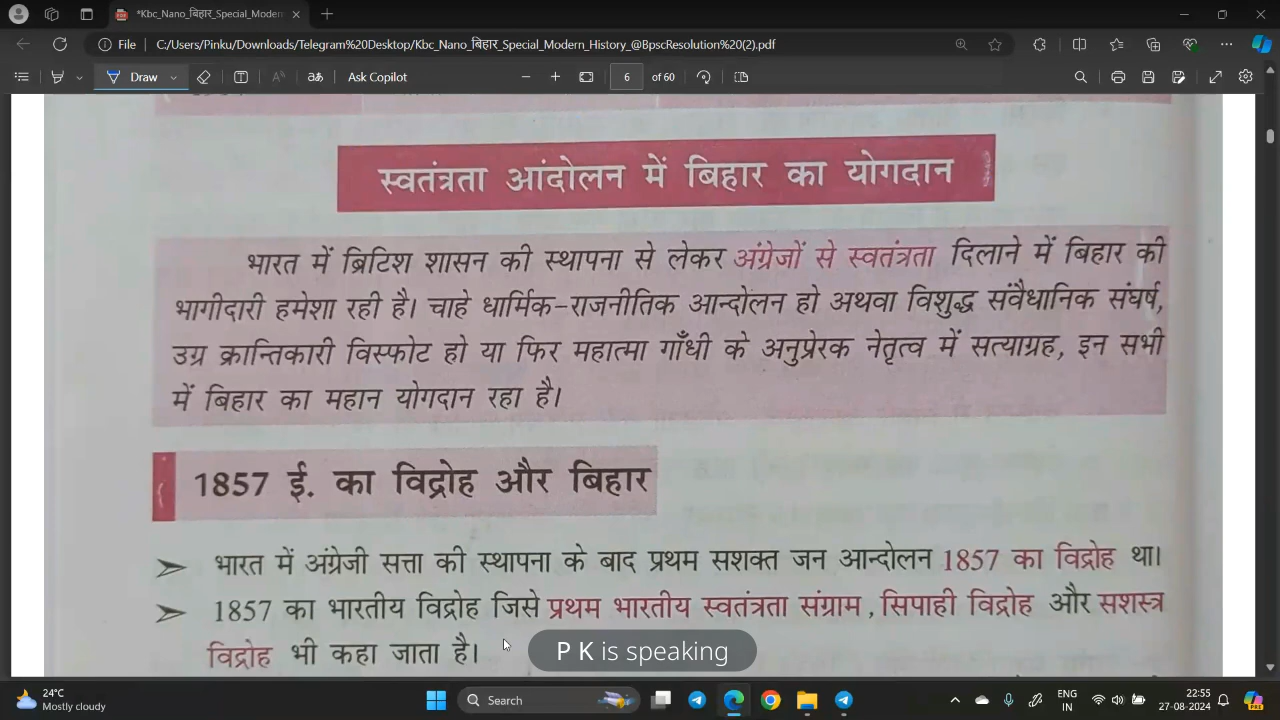 *Kbc_Nano_बिहार_Special_Modern
File
C:/Users/Pinku/Downloads/Telegram%20Desktop/Kbc_Nano_बिहार_Special_Modern_History_@BpscResolution%20(2).pdf
Draw
Ask Copilot
6
of 60
स्वतंत्रता आंदोलन में बिहार का योगदान
भारत में ब्रिटिश शासन की स्थापना से लेकर अंग्रेजों से स्वतंत्रता दिलाने में बिहार की
भागीदारी हमेशा रही है। चाहे धार्मिक-राजनीतिक आन्दोलन हो अथवा विशुद्ध संवैधानिक संघर्ष,
उग्र क्रान्तिकारी विस्फोट हो या फिर महात्मा गाँधी के अनुप्रेरक नेतृत्व में सत्याग्रह, इन सभी
में बिहार का महान योगदान रहा है।
1857 ई. का विद्रोह और बिहार
➢ भारत में अंग्रेजी सत्ता की स्थापना के बाद प्रथम सशक्त जन आन्दोलन 1857 का विद्रोह था।
➢ 1857 का भारतीय विद्रोह जिसे प्रथम भारतीय स्वतंत्रता संग्राम, सिपाही विद्रोह और सशस्त्र
विद्रोह भी कहा जाता है।
P K is speaking
24°C
Mostly cloudy
Search
ENG
IN
22:55
27-08-2024